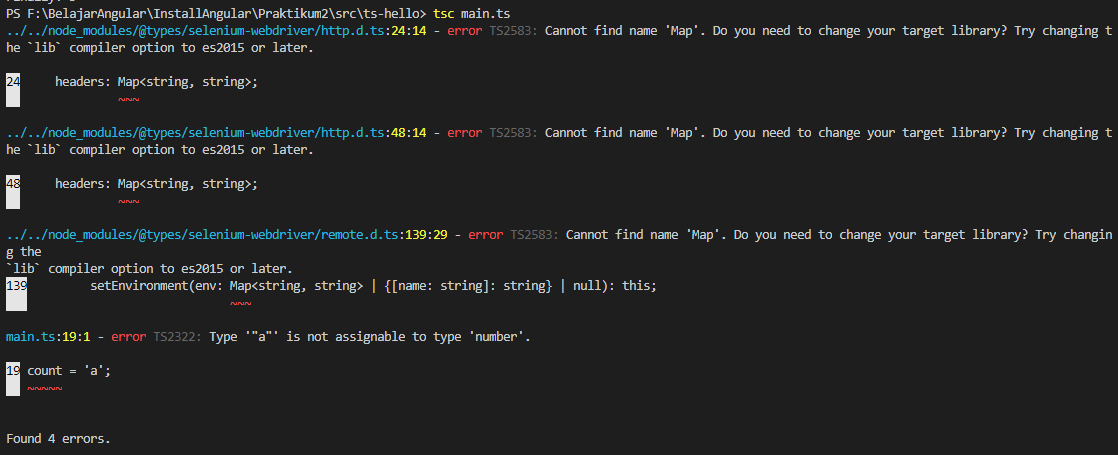 PS F:\BelajarAngular\InstallAngular\Praktikum2\src\ts-hello> tsc main.ts
../../node_modules/@types/selenium-webdriver/http.d.ts:24:14 - error TS2583: Cannot find name 'Map'. Do you need to change your target library? Try changing t
he `lib` compiler option to es2015 or later.
24     headers: Map<string, string>;
~~~
../../node_modules/@types/selenium-webdriver/http.d.ts:48:14 - error TS2583: Cannot find name 'Map'. Do you need to change your target library? Try changing t
he `lib` compiler option to es2015 or later.
48     headers: Map<string, string>;
~~~
../../node_modules/@types/selenium-webdriver/remote.d.ts:139:29 - error TS2583: Cannot find name 'Map'. Do you need to change your target library? Try changin
g the
`lib` compiler option to es2015 or later.
139         setEnvironment(env: Map<string, string> | {[name: string]: string} | null): this;
~~~
main.ts:19:1 - error TS2322: Type '"a"' is not assignable to type 'number'.
19 count = 'a';
~~~~~
Found 4 errors.